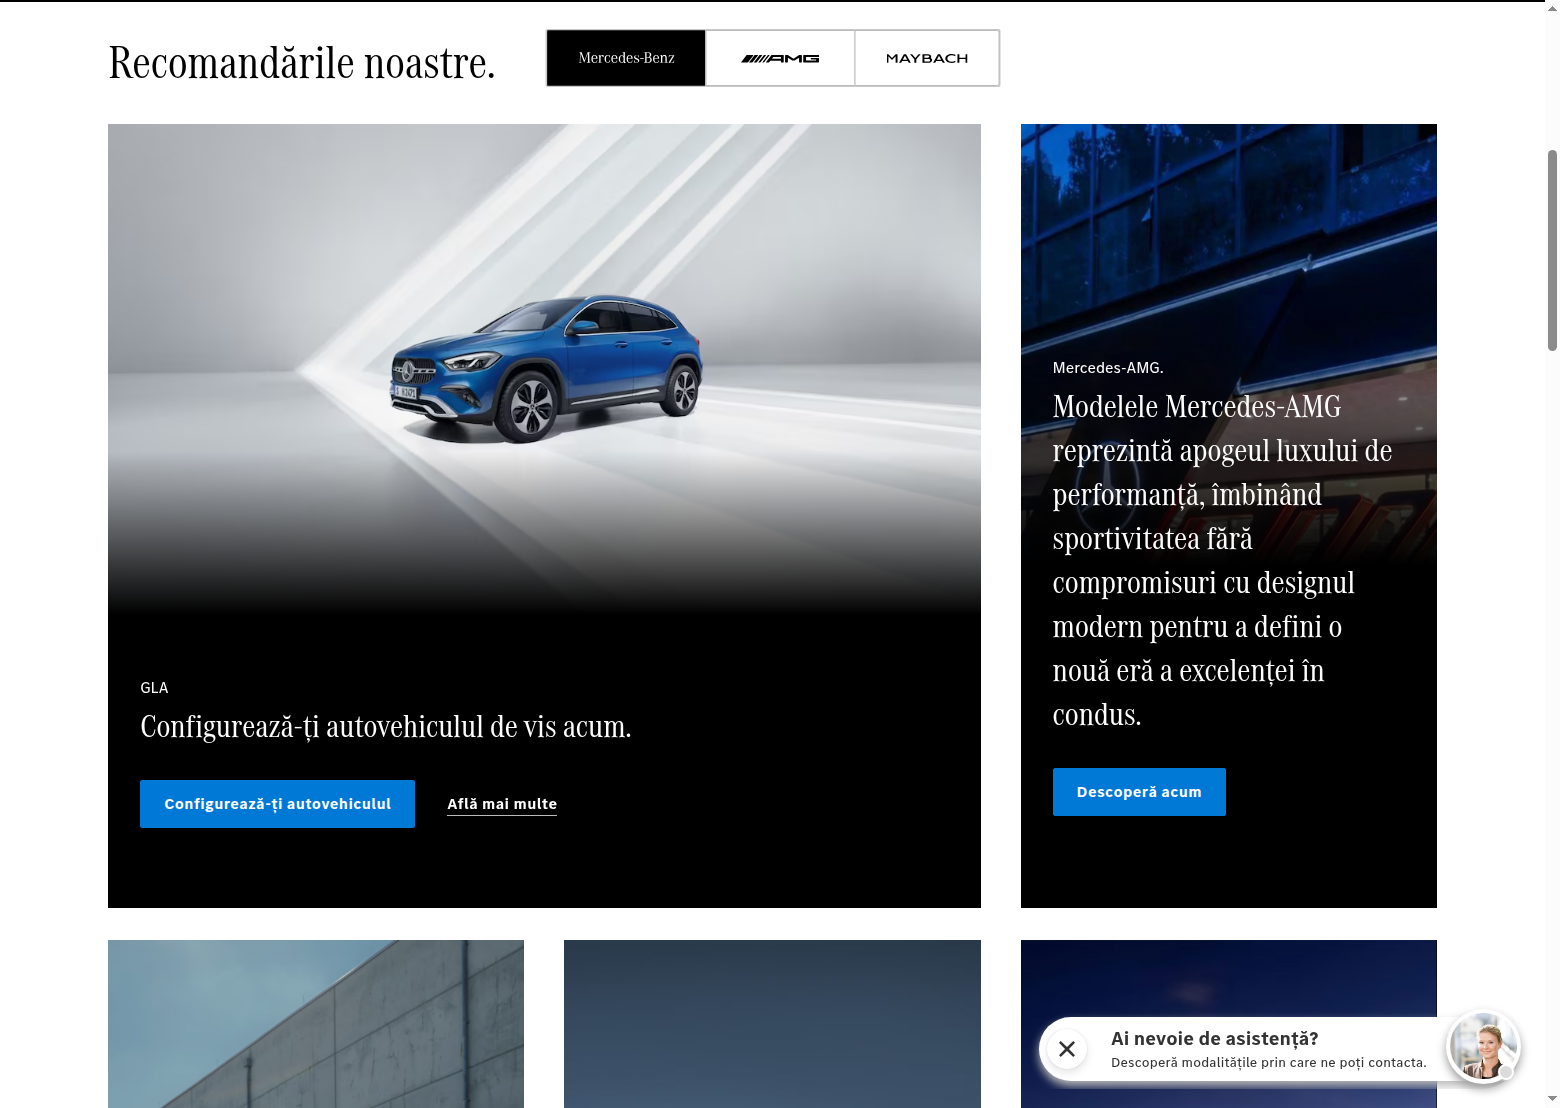 Recomandările noastre.
Mercedes-Benz
AMG
MAYBACH
GLA
Configurează-ți autovehiculul de vis acum.
Configurează-ți autovehiculul
Află mai multe
Mercedes-AMG.
Modelele Mercedes-AMG
reprezintă apogeul luxului de
performanță, îmbinând
sportivitatea fără
compromisuri cu designul
modern pentru a defini o
nouă eră a excelenței în
condus.
Descoperă acum
Ai nevoie de asistență?
Descoperă modalitățile prin care ne poți contacta.